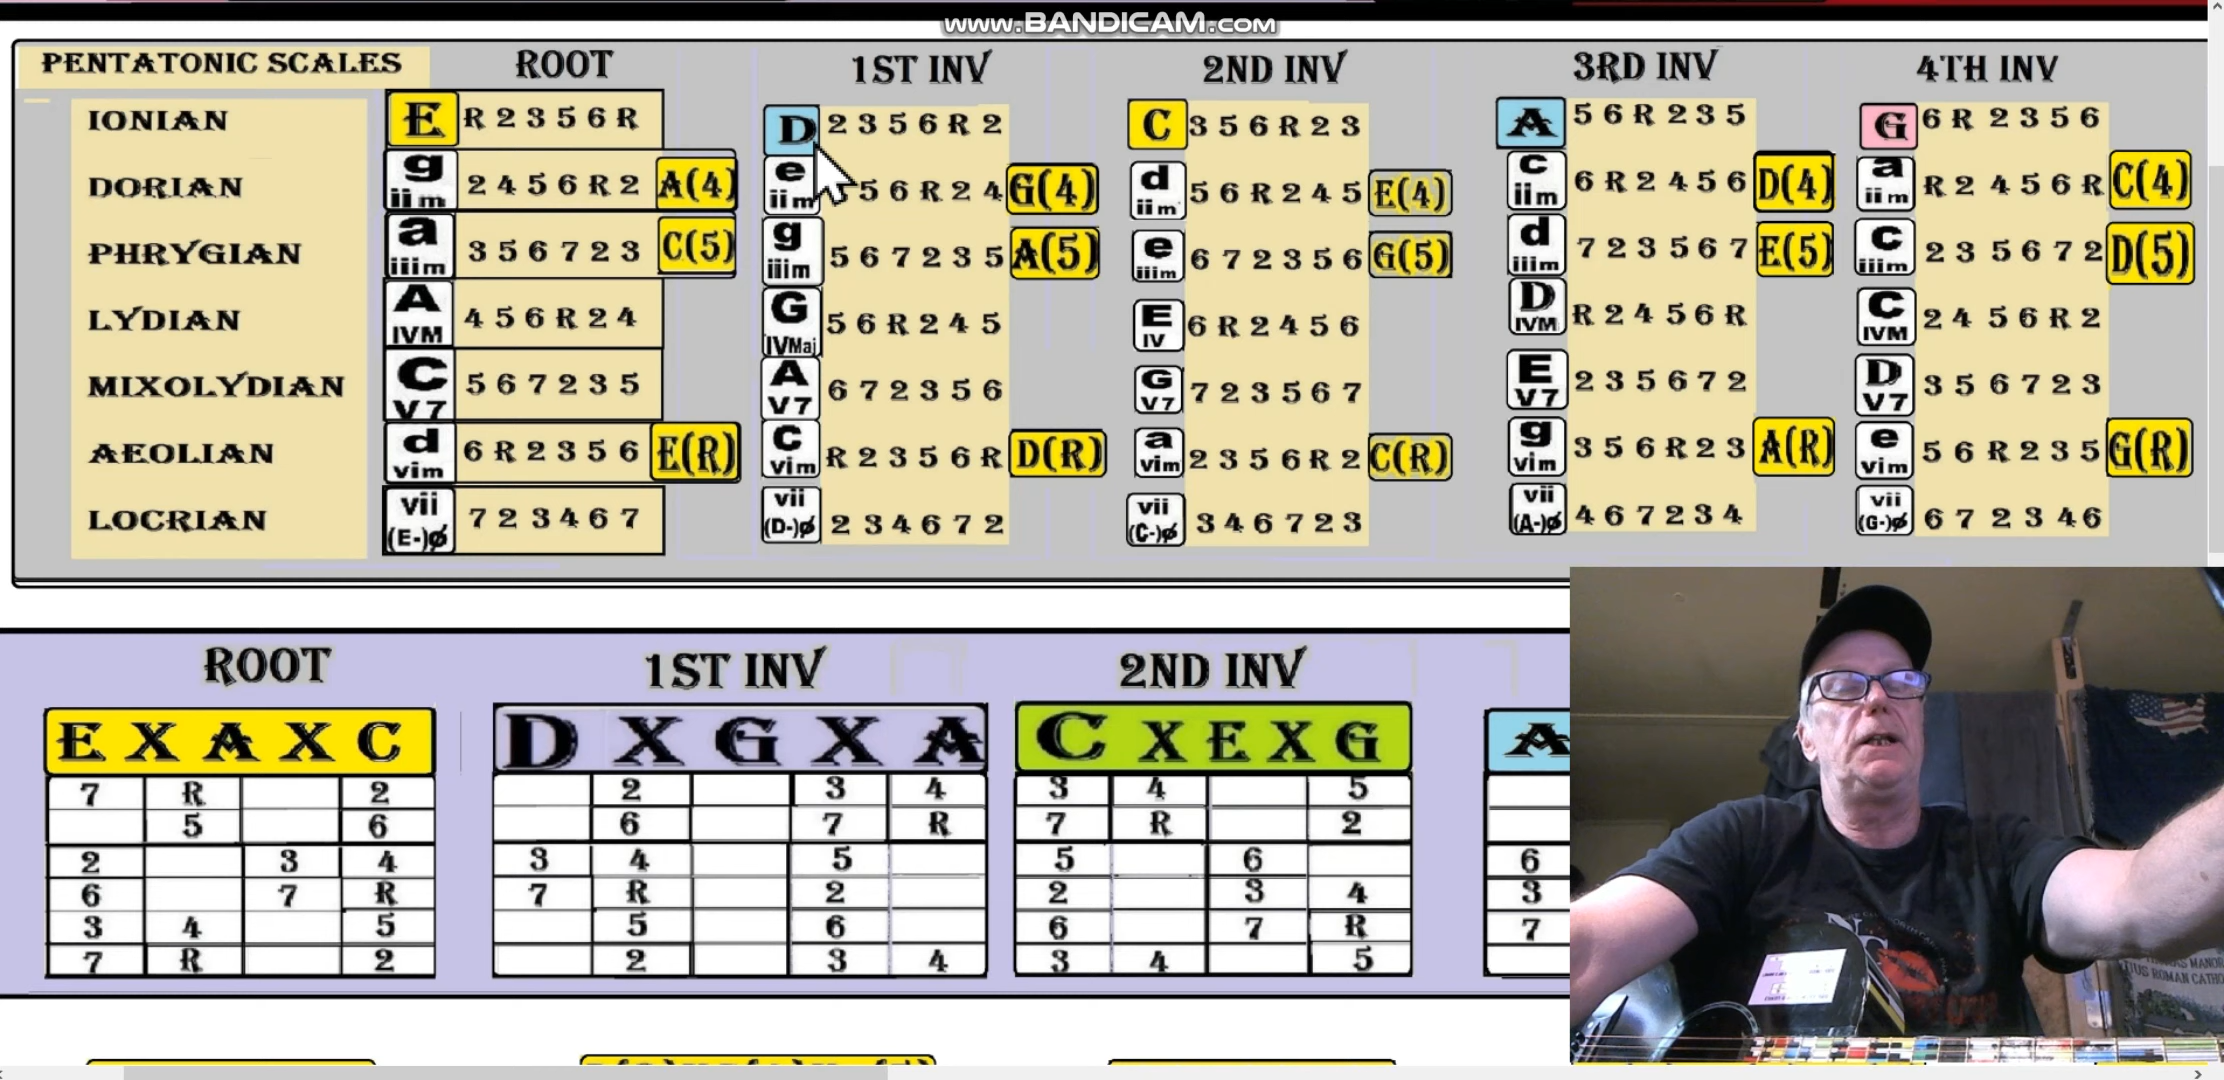 www.BANDICAM.com
PENTATONIC SCALES ROOT 1ST INV 2ND INV 3RD INV 4TH INV
IONIAN E R 2 3 5 6 R D 2 3 5 6 R 2 C 3 5 6 R 2 3 A 5 6 R 2 3 5 G 6 R 2 3 5 6
DORIAN g iim 2 4 5 6 R 2 A(4) e iim 5 6 R 2 4 G(4) d iim 5 6 R 2 4 5 E(4) c iim 6 R 2 4 5 6 D(4) a iim R 2 4 5 6 R C(4)
PHRYGIAN a iiim 3 5 6 7 2 3 C(5) g iiim 5 6 7 2 3 5 A(5) e iiim 6 7 2 3 5 6 G(5) d iiim 7 2 3 5 6 7 E(5) c iiim 2 3 5 6 7 2 D(5)
LYDIAN A IVM 4 5 6 R 2 4 G IVMaj 5 6 R 2 4 5 E IV 6 R 2 4 5 6 D IVM R 2 4 5 6 R C IVM 2 4 5 6 R 2
MIXOLYDIAN C V7 5 6 7 2 3 5 A V7 6 7 2 3 5 6 G V7 7 2 3 5 6 7 E V7 2 3 5 6 7 2 D V7 3 5 6 7 2 3
AEOLIAN d vim 6 R 2 3 5 6 E(R) c vim R 2 3 5 6 R D(R) a vim 2 3 5 6 R 2 C(R) g vim 3 5 6 R 2 3 A(R) e vim 5 6 R 2 3 5 G(R)
LOCRIAN vii (E-)ø 7 2 3 4 6 7 vii (D-)ø 2 3 4 6 7 2 vii (C-)ø 3 4 6 7 2 3 vii (A-)ø 4 6 7 2 3 4 vii (G-)ø 6 7 2 3 4 6
ROOT 1ST INV 2ND INV
E X A X C D X G X A C X E X G A
7 R 2 2 3 4 3 4 5
5 6 6 7 R 7 R 2
2 3 4 3 4 5 5 6 6
6 7 R 7 R 2 2 3 4 3
3 4 5 5 6 6 7 R 7
7 R 2 2 3 4 3 4 5
MANOR
ROMAN CATHO